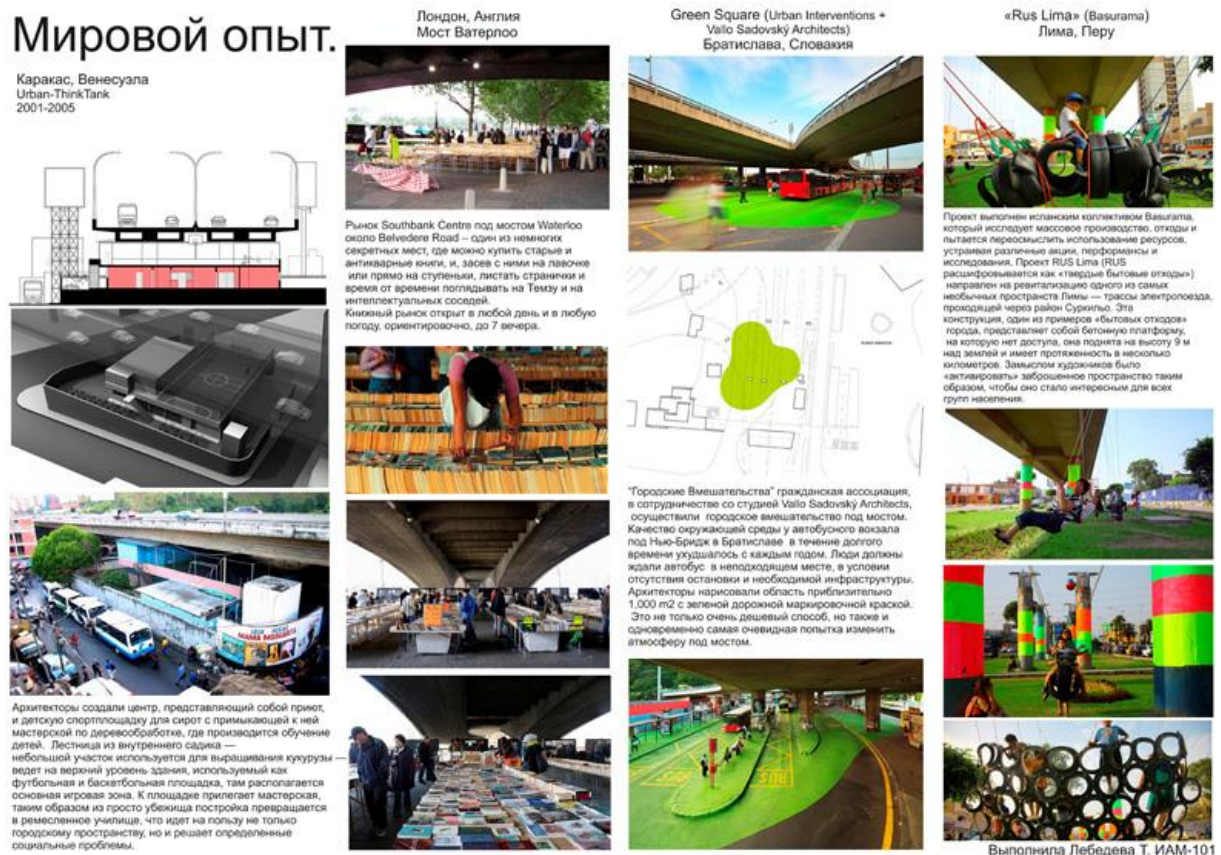 Мировой опыт.
Каракас, Венесуэла
Urban-ThinkTank
2001-2005
Архитекторы создали центр, представляющий собой приют,
и детскую спортплощадку для сирот с примыкающей к ней
мастерской по деревообработке, где производится обучение
детей. Лестница из внутреннего садика —
небольшой участок используется для выращивания кукурузы —
ведет на верхний уровень здания, используемый как
футбольная и баскетбольная площадка, там располагается
основная игровая зона. К площадке прилегает мастерская,
таким образом из просто убежища постройка превращается
в ремесленное училище, что идет на пользу не только
городскому пространству, но и решает определенные
социальные проблемы.
Лондон, Англия
Мост Ватерлоо
Рынок Southbank Centre под мостом Waterloo
около Belvedere Road – один из немногих
секретных мест, где можно купить старые и
антикварные книги, и, засев с ними на лавочке
или прямо на ступеньки, листать странички и
время от времени поглядывать на Темзу и на
интеллектуальных соседей.
Книжный рынок открыт в любой день и в любую
погоду, ориентировочно, до 7 вечера.
Green Square (Urban Interventions +
Vallo Sadovský Architects)
Братислава, Словакия
"Городские Вмешательства" гражданская ассоциация,
в сотрудничестве со студией Vallo Sadovský Architects,
осуществили городское вмешательство под мостом.
Качество окружающей среды у автобусного вокзала
под Нью-Бридж в Братиславе в течение долгого
времени ухудшалось с каждым годом. Люди должны
ждали автобус в неподходящем месте, в условии
отсутствия остановки и необходимой инфраструктуры.
Архитекторы нарисовали область приблизительно
1,000 m2 с зеленой дорожной маркировочной краской.
Это не только очень дешевый способ, но также и
одновременно самая очевидная попытка изменить
атмосферу под мостом.
BUS
«Rus Lima» (Basurama)
Лима, Перу
Проект выполнен испанским коллективом Basurama,
который исследует массовое производство, отходы и
пытается переосмыслить использование ресурсов,
устраивая различные акции, перформансы и
исследования. Проект RUS Lima (RUS
расшифровывается как «твердые бытовые отходы»)
направлен на ревитализацию одного из самых
необычных пространств Лимы — трассы электропоезда,
проходящей через район Суркильо. Эта
конструкция, один из примеров «бытовых отходов»
города, представляет собой бетонную платформу,
на которую нет доступа, она поднята на высоту 9 м
над землей и имеет протяженность в несколько
километров. Замыслом художников было
«активировать» заброшенное пространство таким
образом, чтобы оно стало интересным для всех
групп населения.
Выполнила Лебедева Т. ИАМ-101